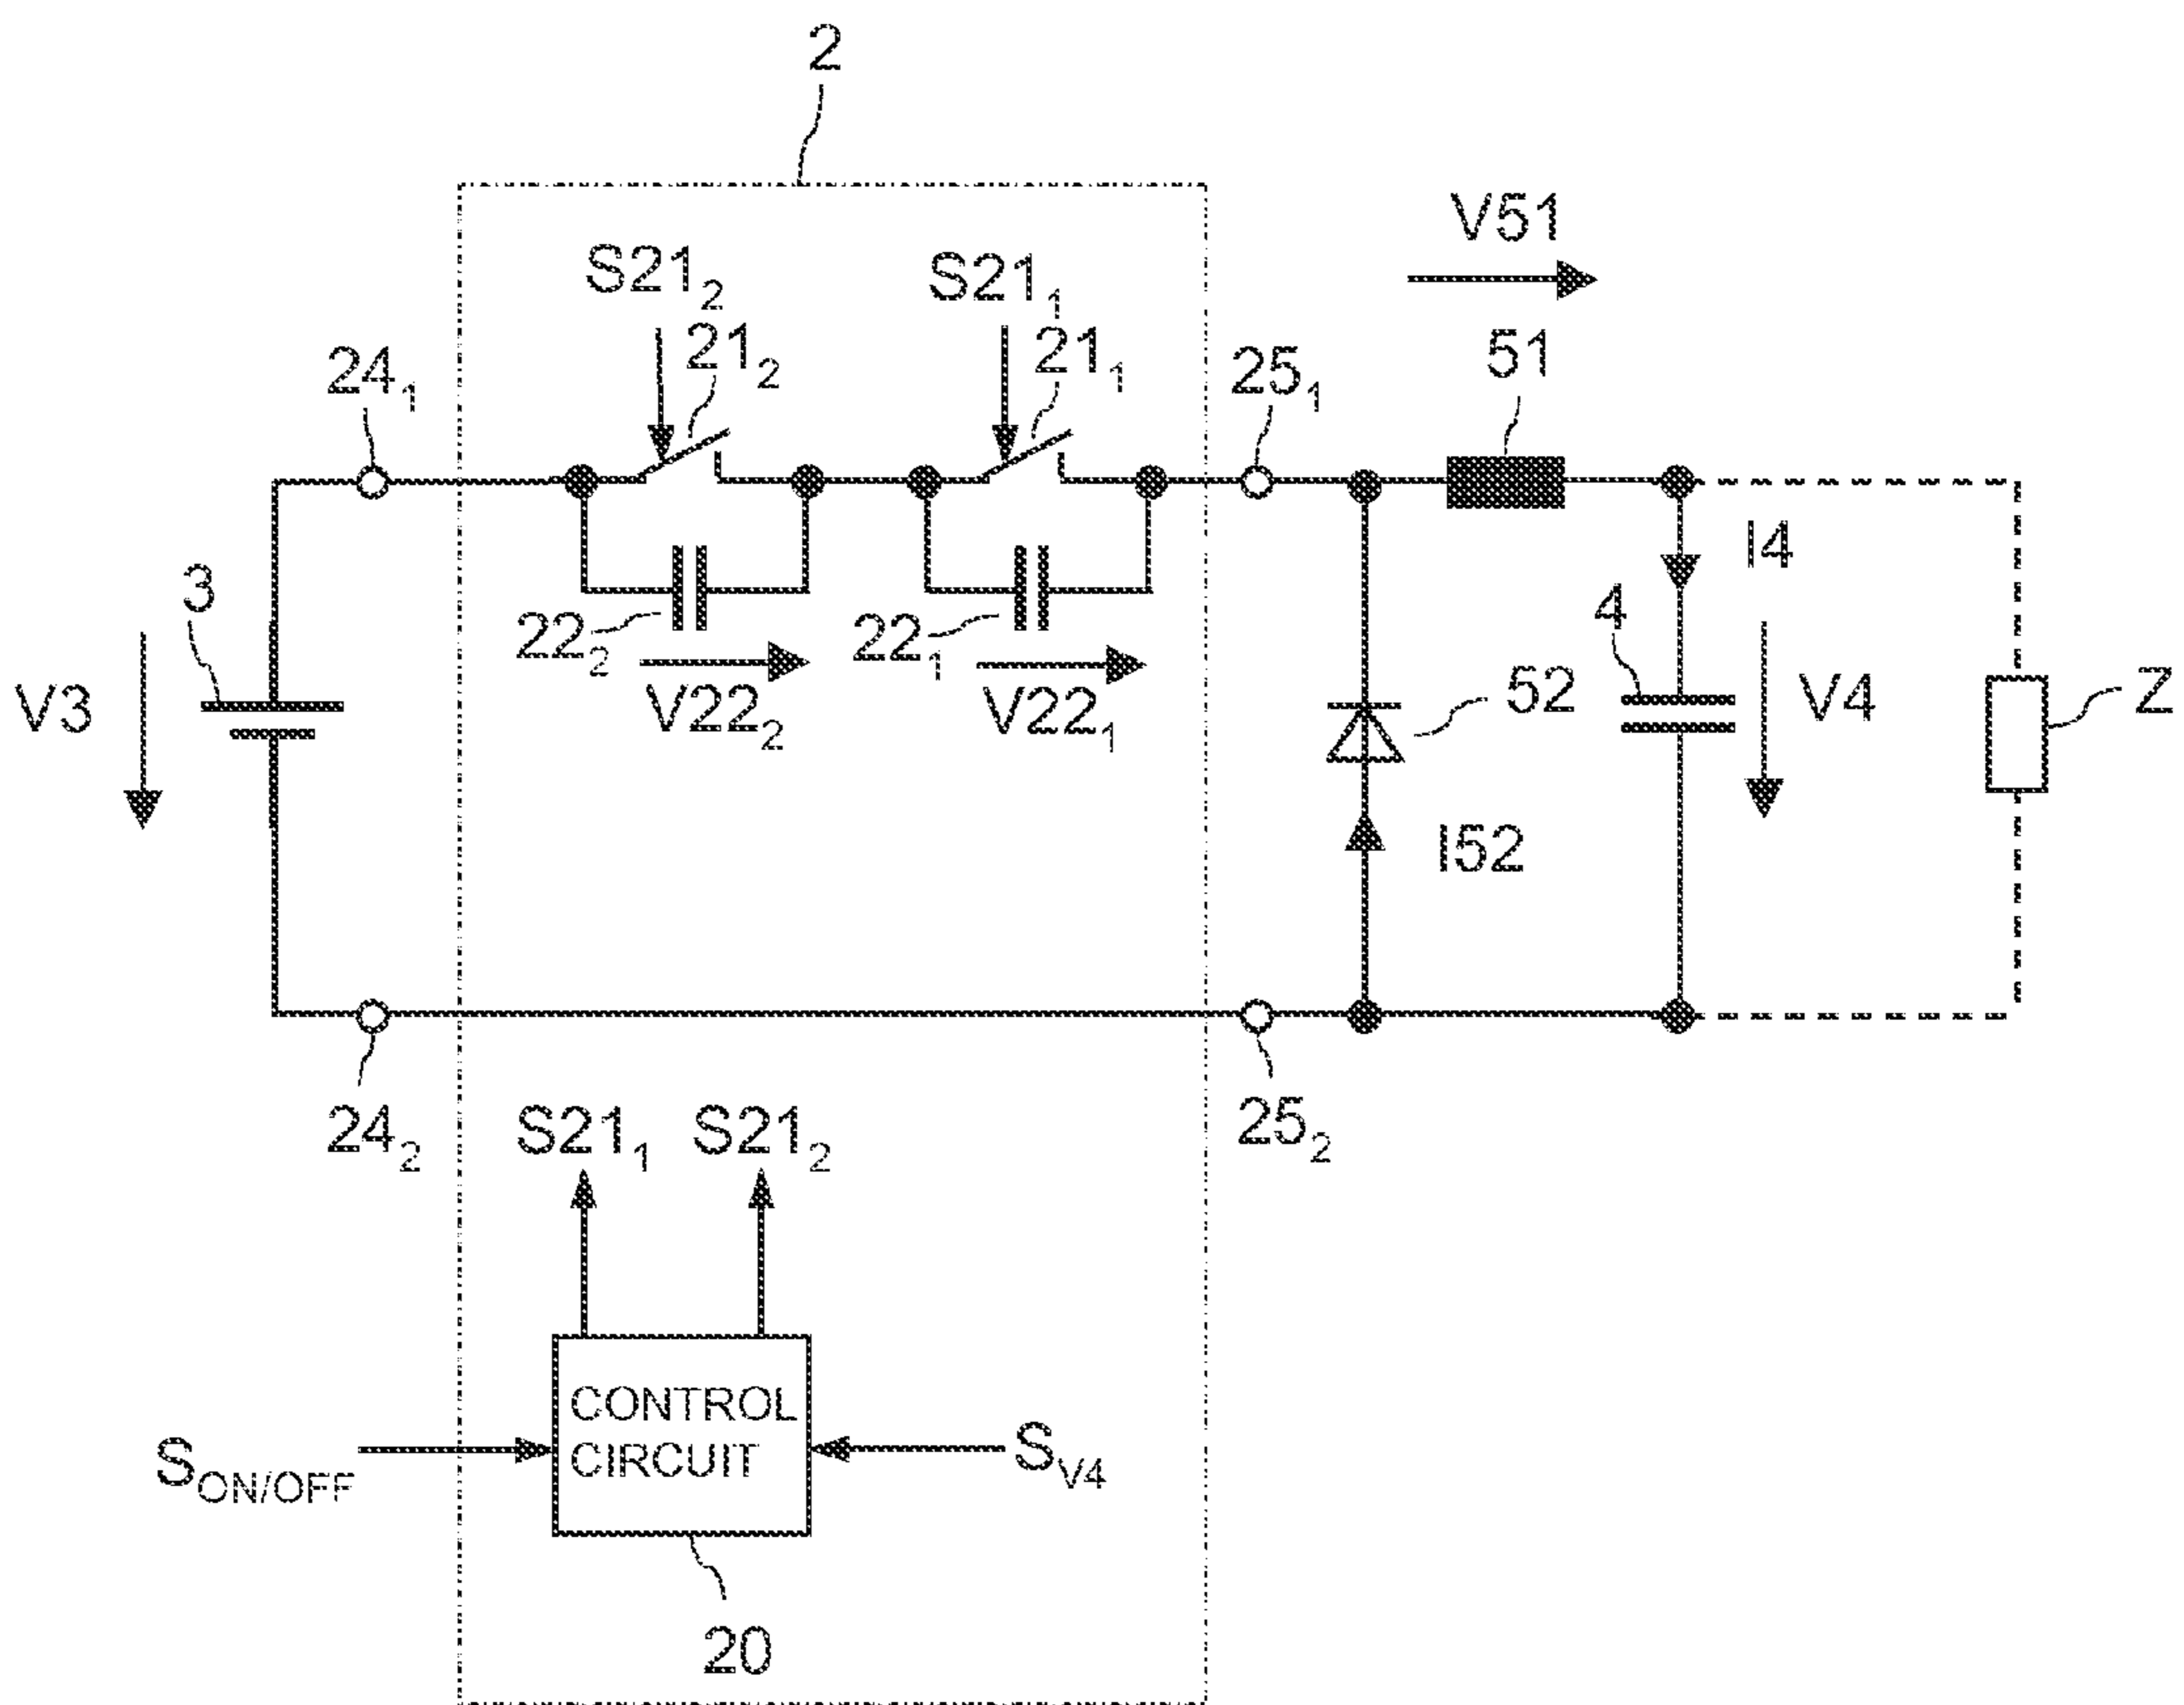 2
V51
S21₂
S21₁
21₂
21₁
51
24₁
25₁
I4
3
4
22₂
22₁
V3
V22₂
V22₁
52
V4
Z
I52
24₂
S21₁
S21₂
25₂
CONTROL
CIRCUIT
S_ON/OFF
S_V4
20